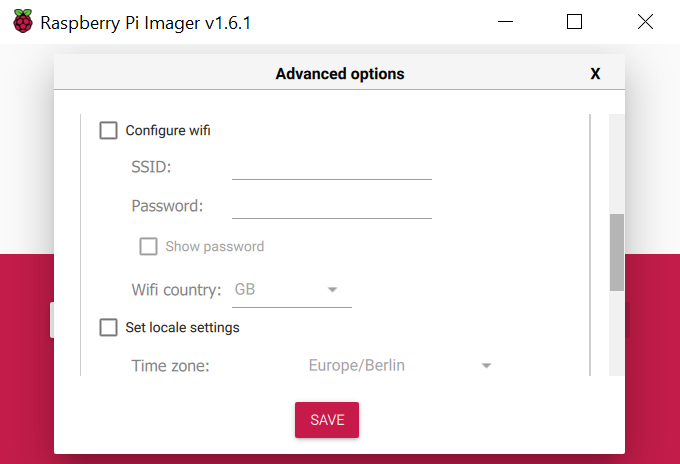 Raspberry Pi Imager v1.6.1
Advanced options X
Configure wifi
SSID:
Password:
Show password
Wifi country: GB
Set locale settings
Time zone: Europe/Berlin
SAVE